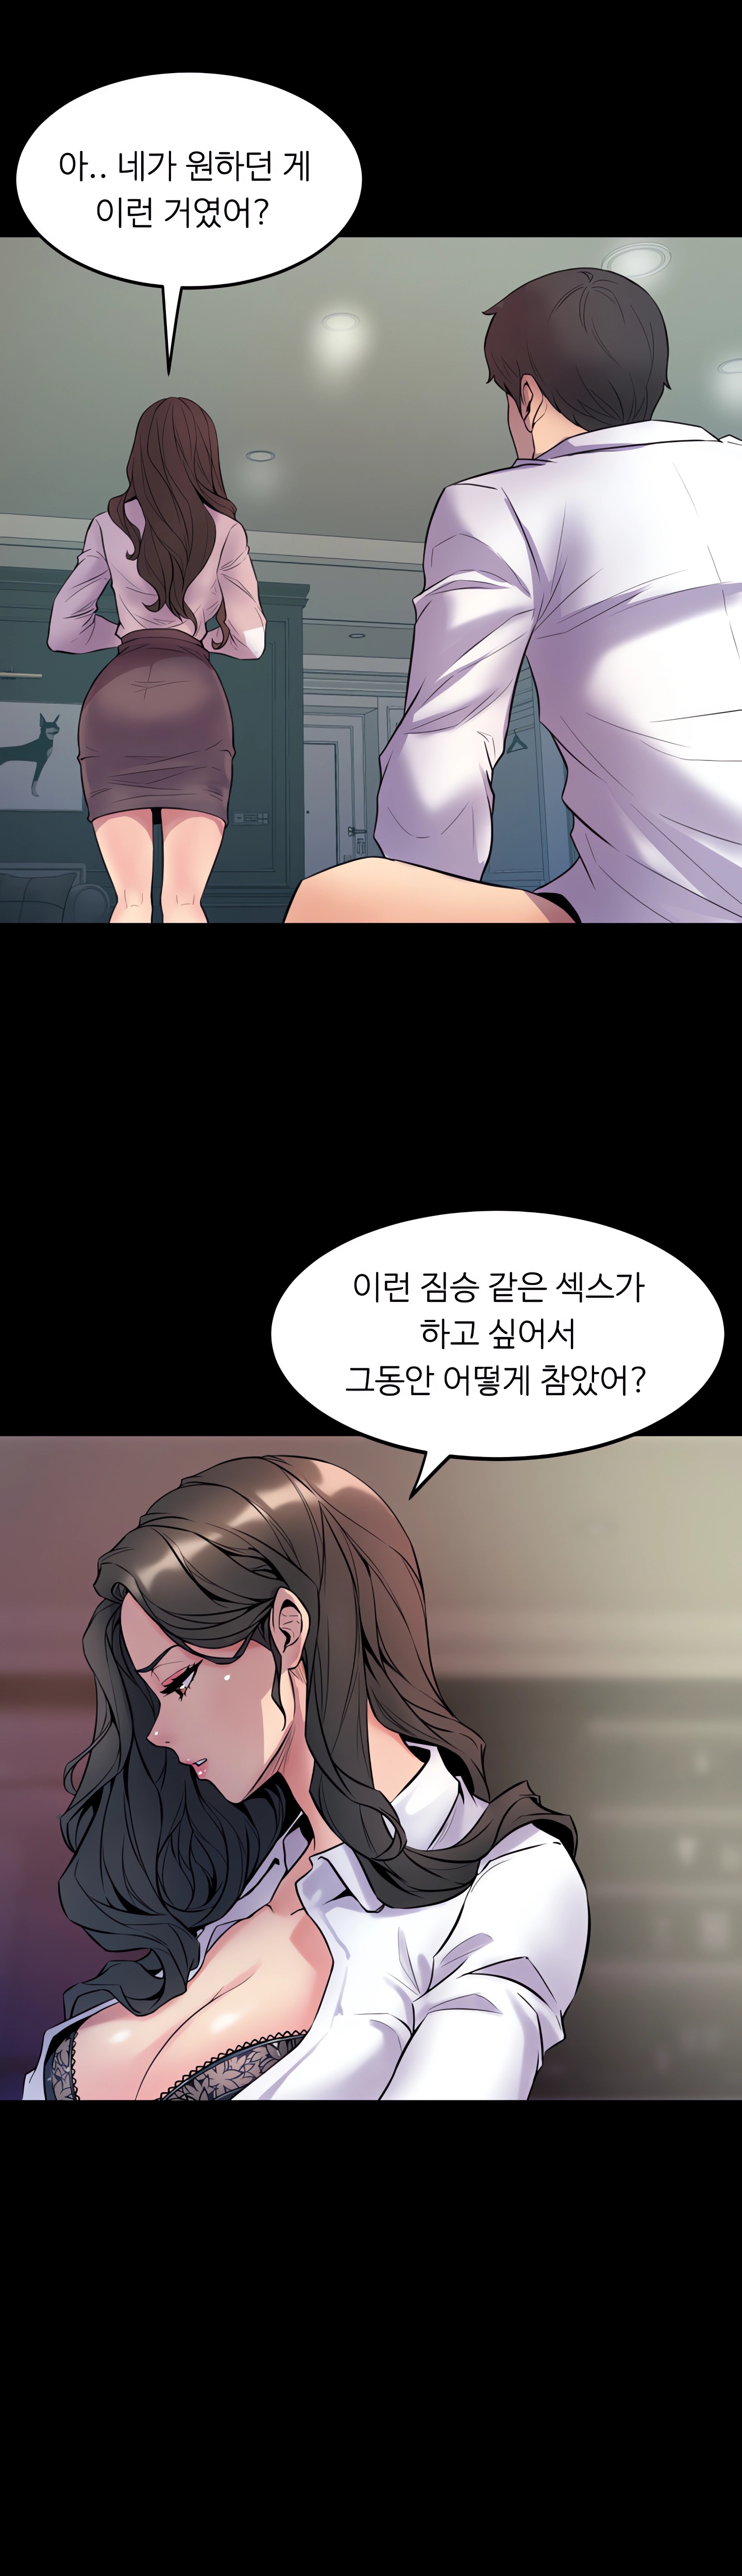 아.. 네가 원하던 게
이런 거였어?
이런 짐승 같은 섹스가
하고 싶어서
그동안 어떻게 참았어?